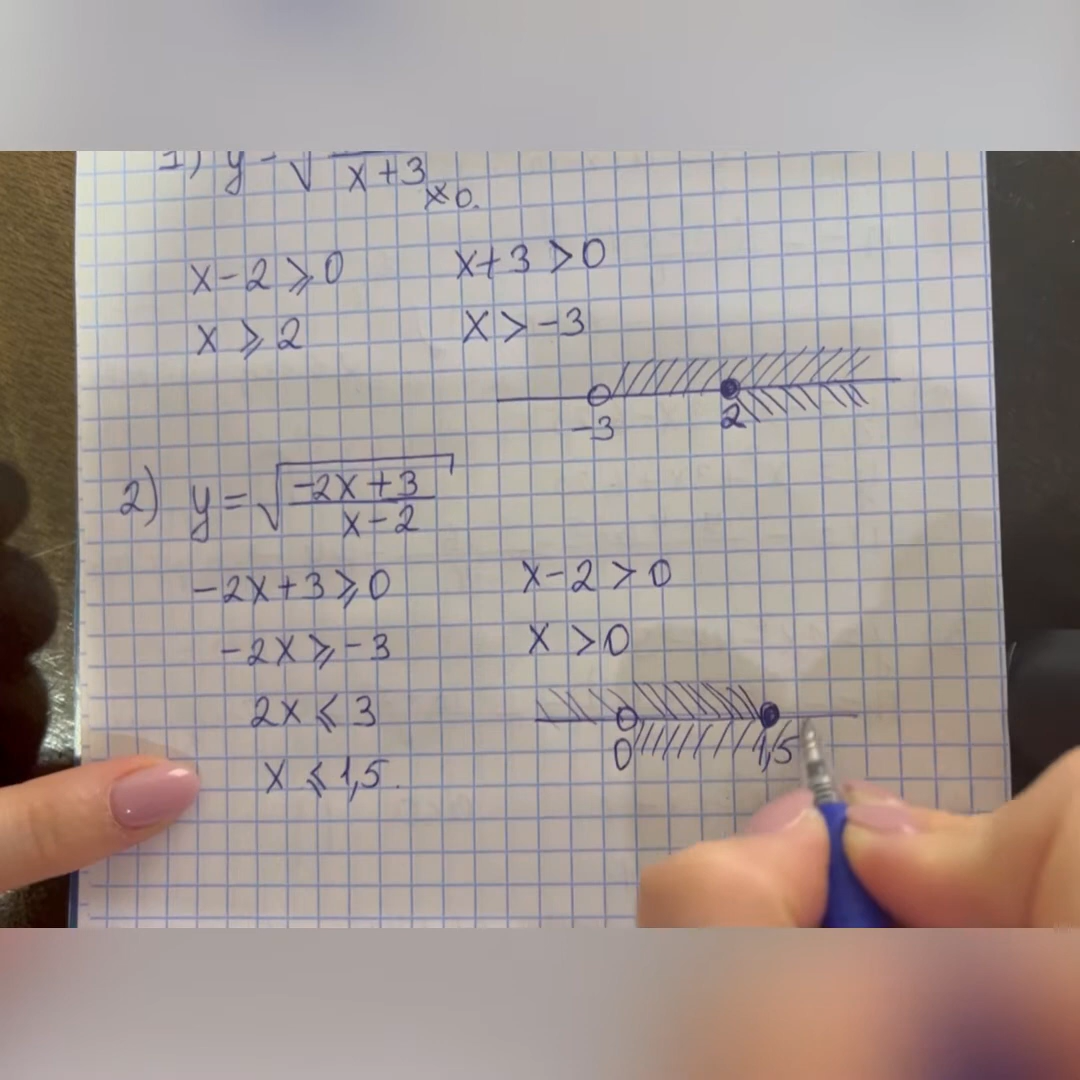 1) y = √ x+3
≠0.
x-2 ⩾ 0 x+3 > 0
x ⩾ 2 x > -3
-3 2
2) y = √((-2x+3)/(x-2))
-2x+3 ⩾ 0 x-2 > 0
-2x ⩾ -3 x > 0
2x ⩽ 3
0 1,5
x ⩽ 1,5.